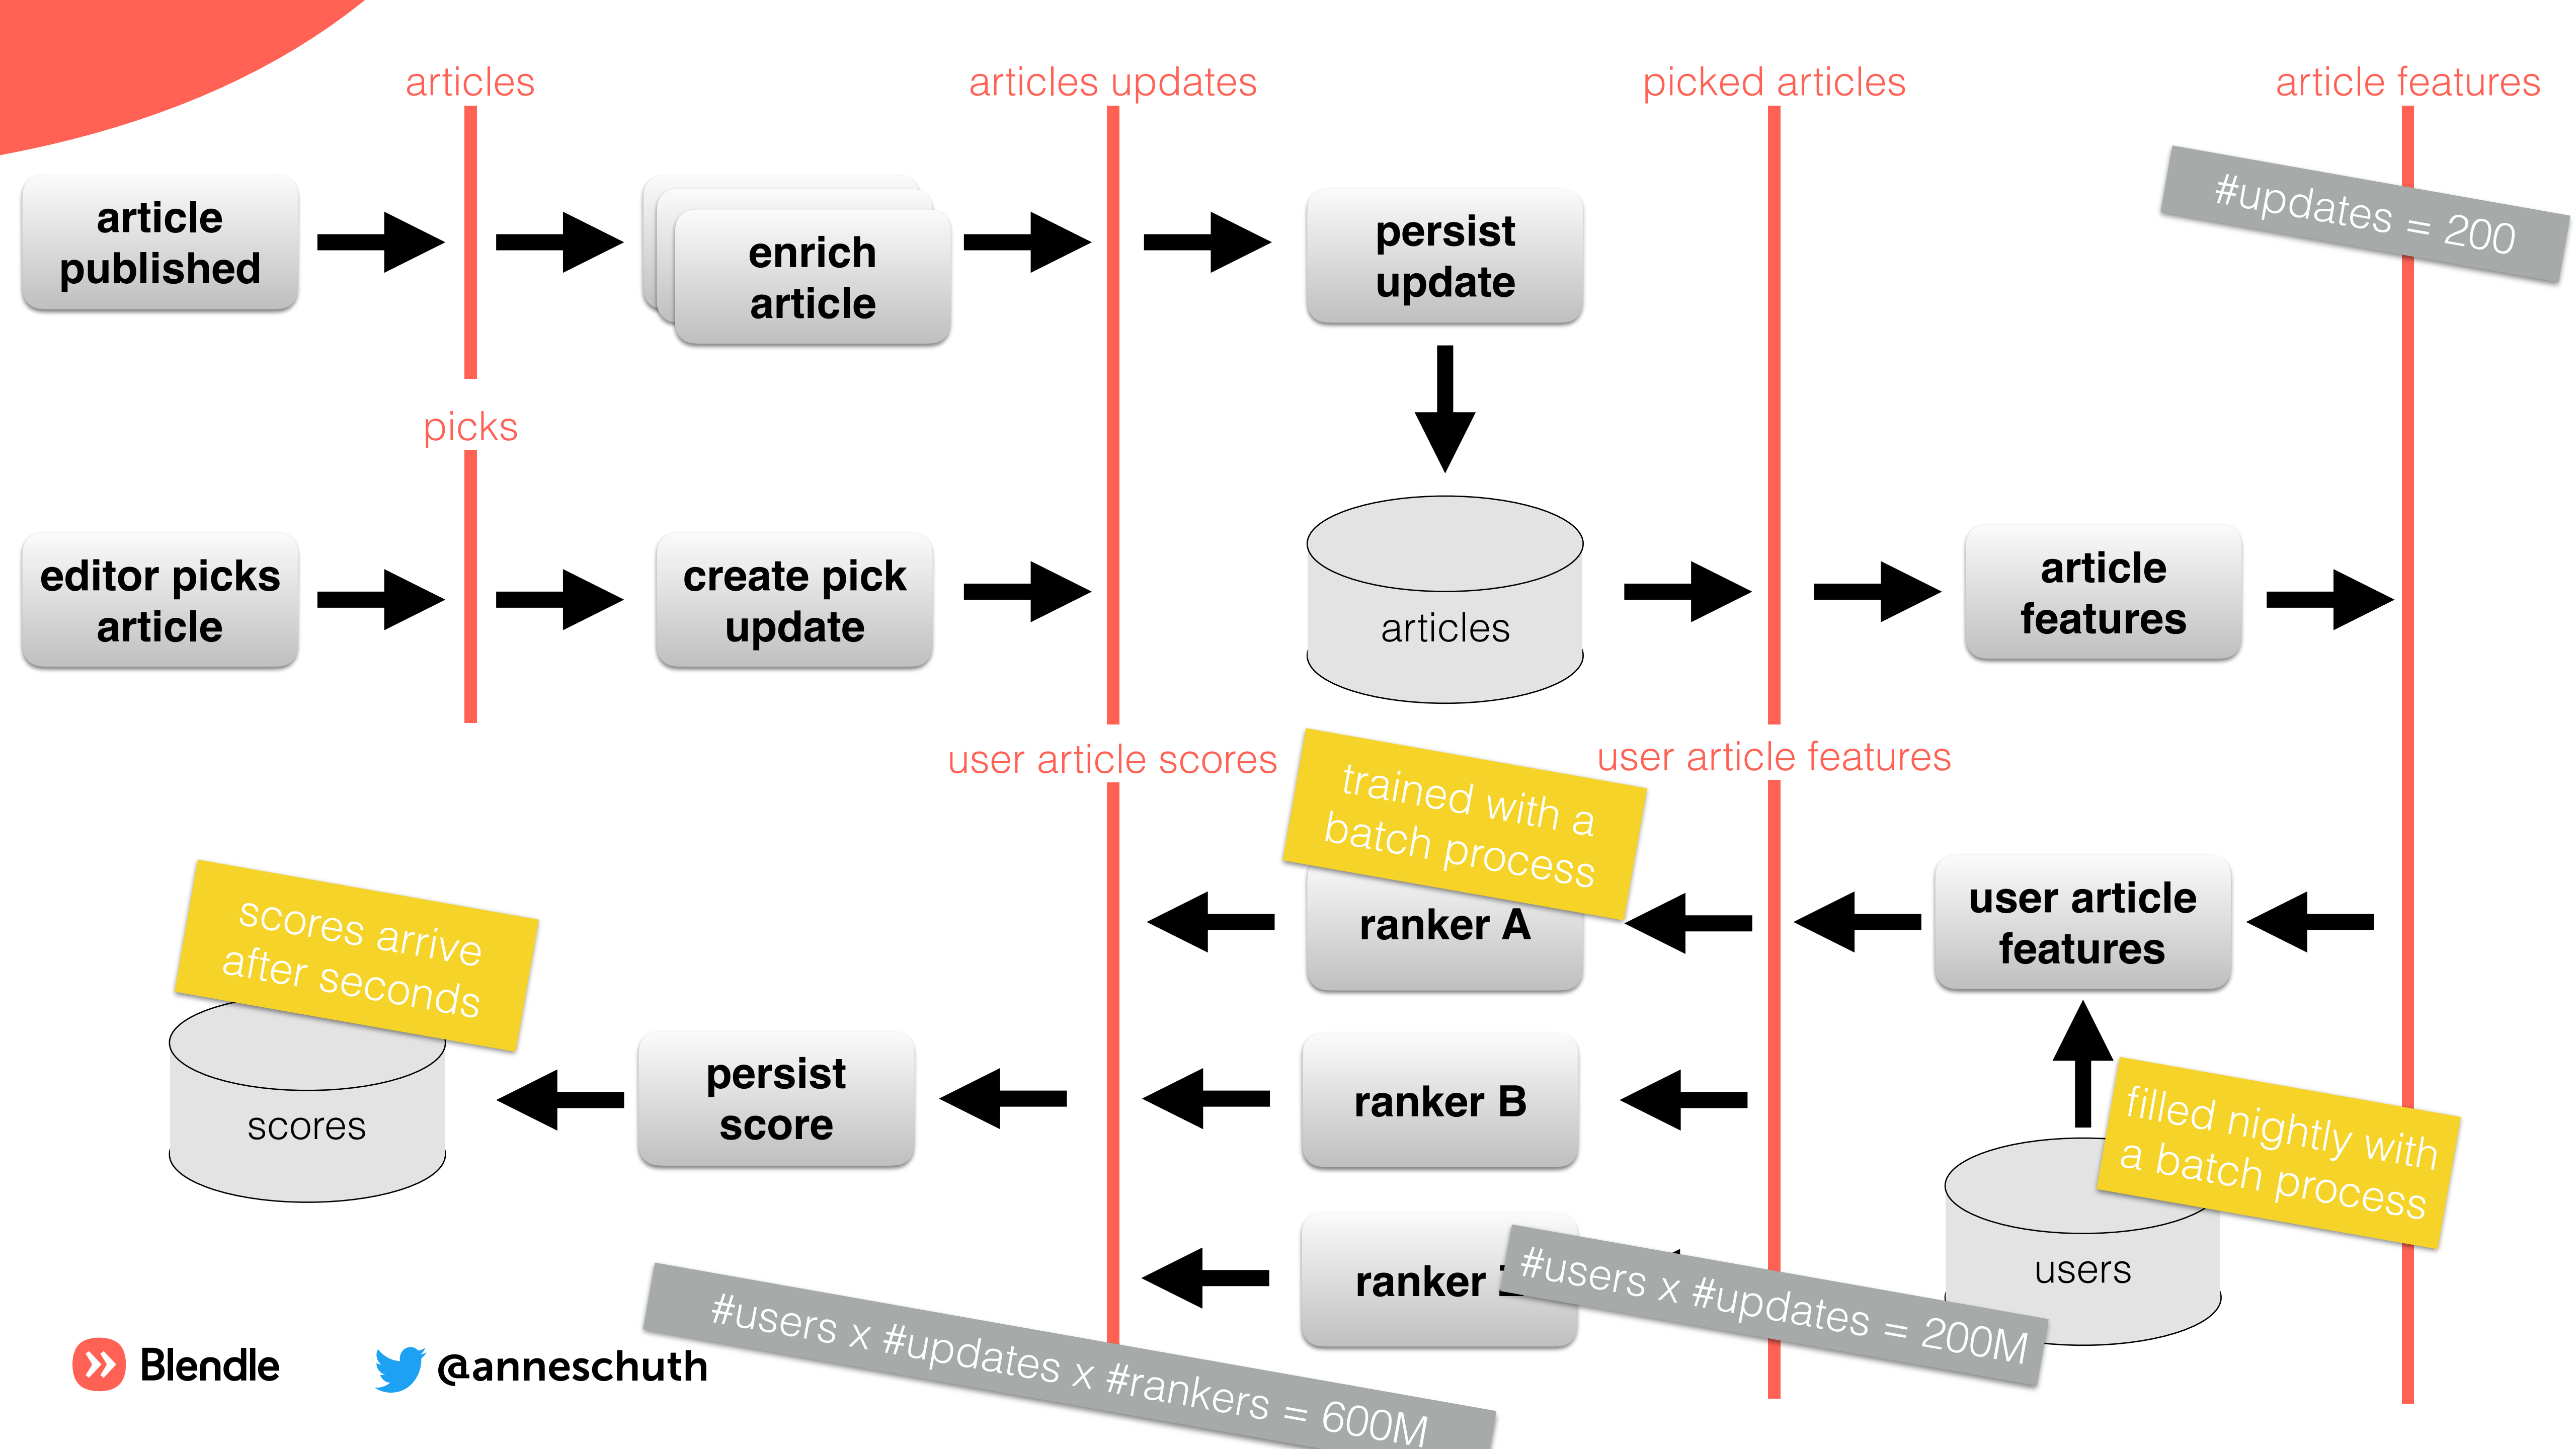 articles
articles updates
picked articles
article features
#updates = 200
article
published
enrich
article
persist
update
picks
editor picks
article
create pick
update
articles
article
features
user article scores
user article features
trained with a
batch process
scores arrive
after seconds
ranker A
user article
features
scores
persist
score
ranker B
filled nightly with
a batch process
users
ranker
#users x #updates = 200M
#users x #updates x #rankers = 600M
Blendle
@anneschuth